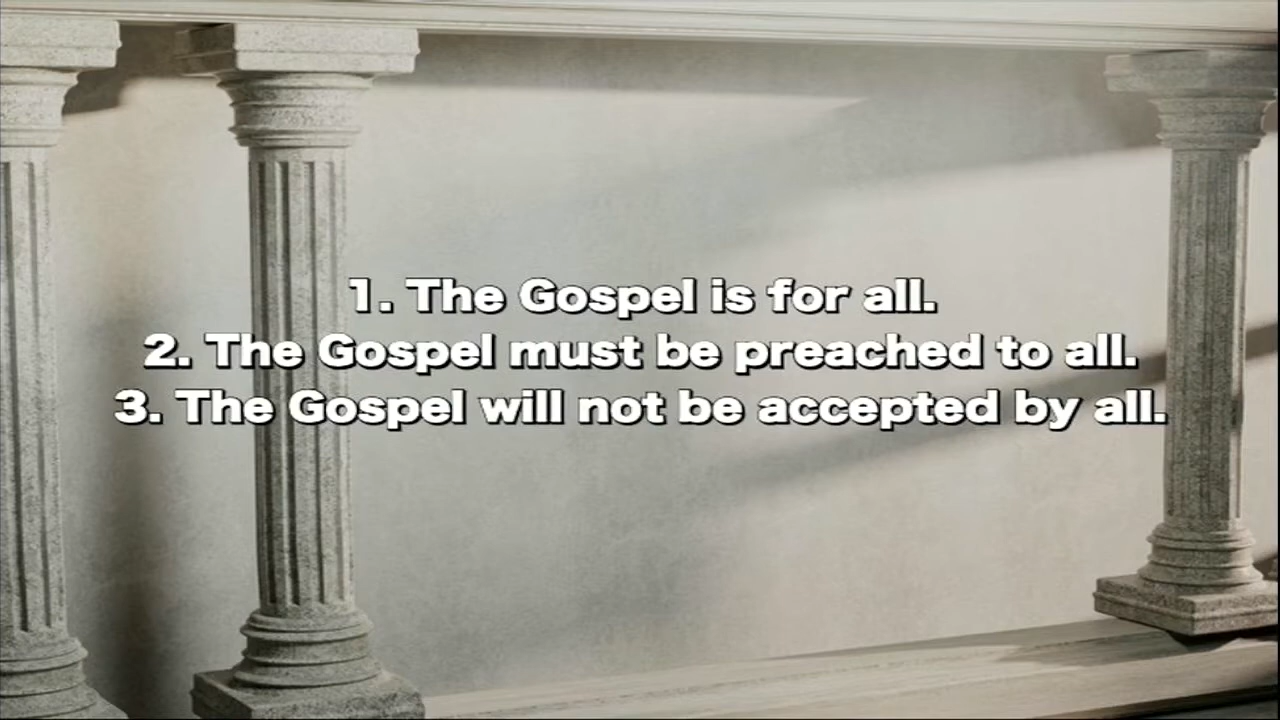 1. The Gospel is for all.
2. The Gospel must be preached to all.
3. The Gospel will not be accepted by all.